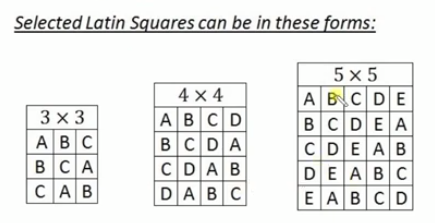 Selected Latin Squares can be in these forms:
3 × 3
A B C
B C A
C A B
4 × 4
A B C D
B C D A
C D A B
D A B C
5 × 5
A B C D E
B C D E A
C D E A B
D E A B C
E A B C D